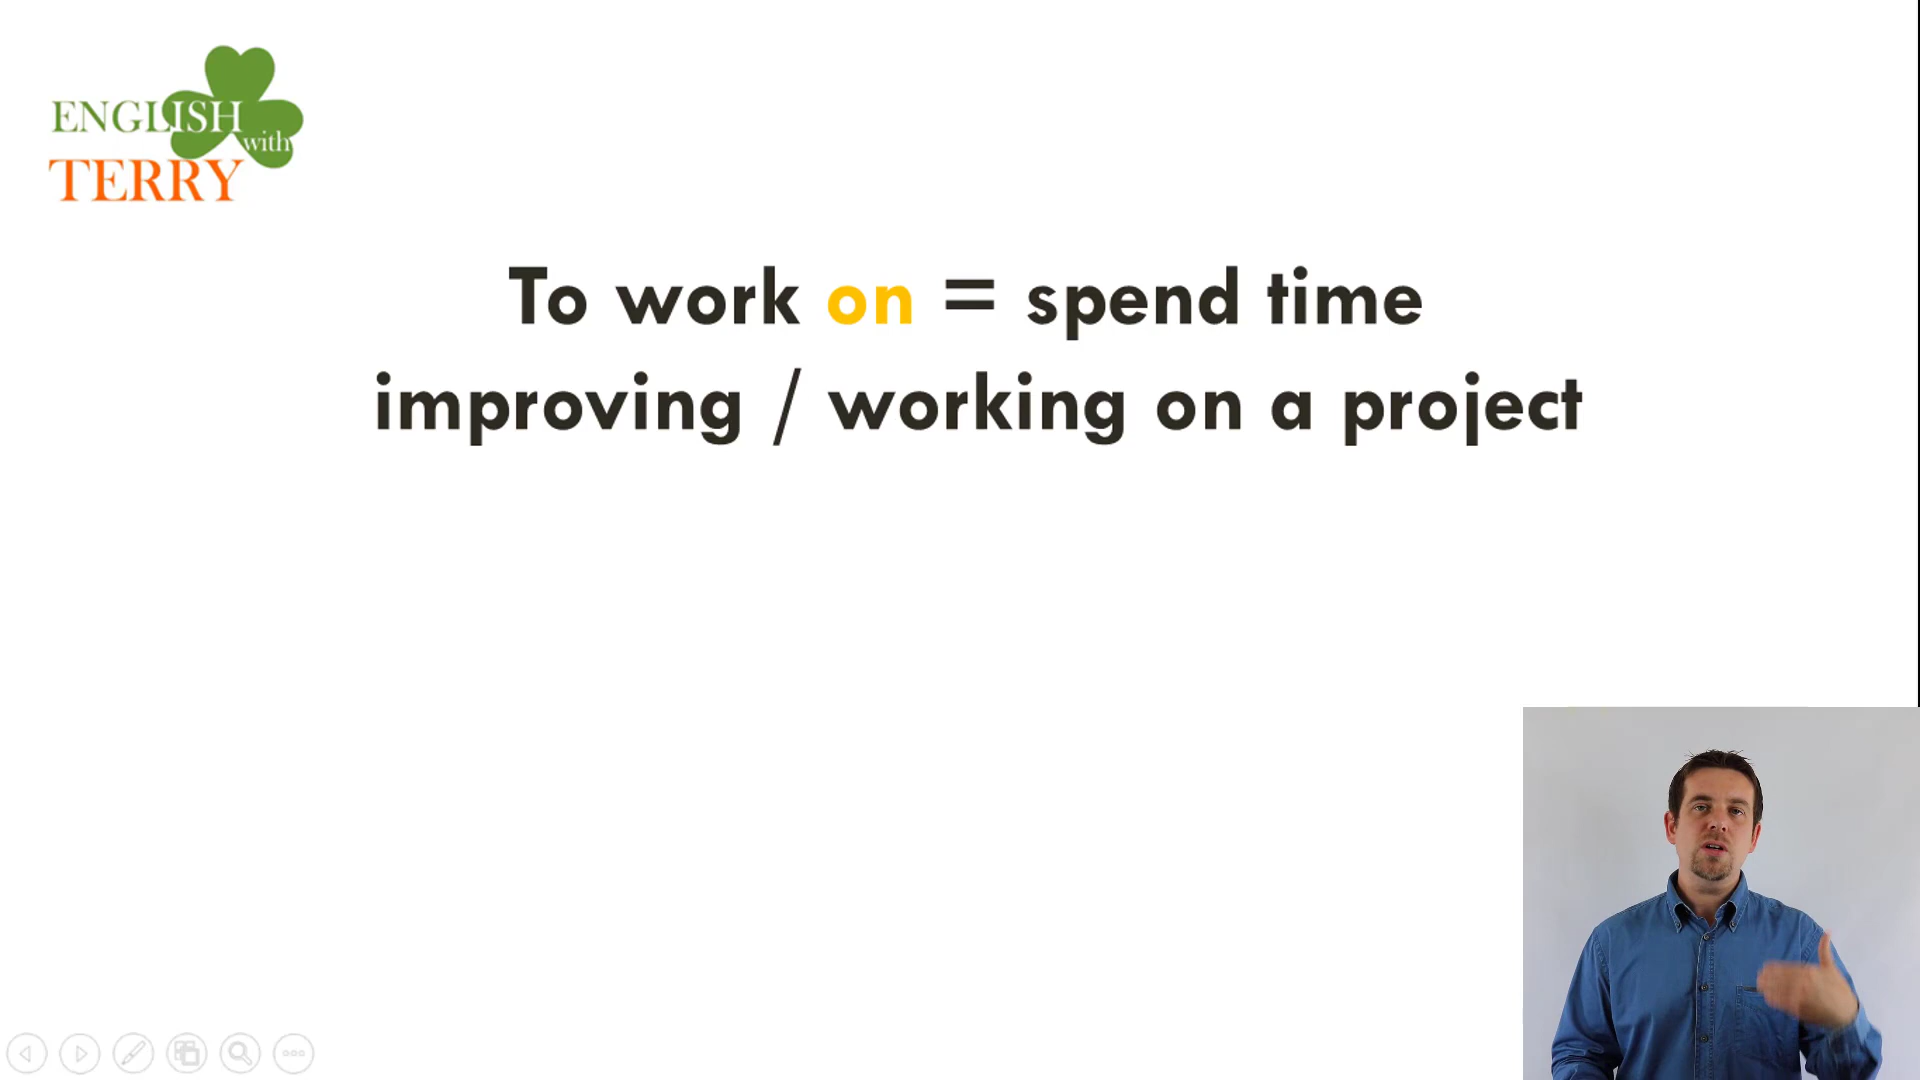 ENGLISH
with
TERRY
To work on = spend time
improving / working on a project